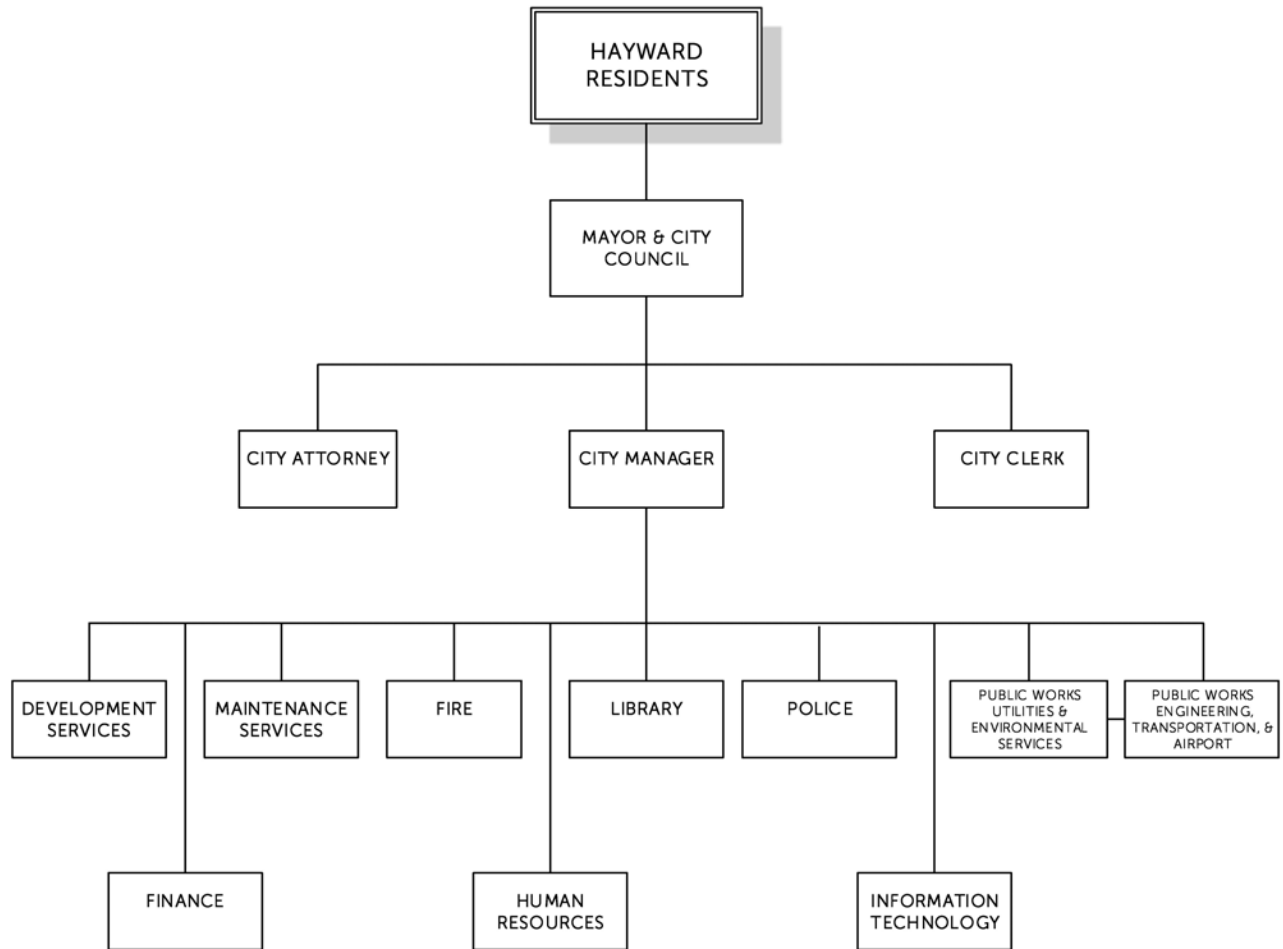 HAYWARD
RESIDENTS
MAYOR & CITY
COUNCIL
CITY ATTORNEY
CITY MANAGER
CITY CLERK
DEVELOPMENT
SERVICES
MAINTENANCE
SERVICES
FIRE
LIBRARY
POLICE
PUBLIC WORKS
UTILITIES &
ENVIRONMENTAL
SERVICES
PUBLIC WORKS
ENGINEERING,
TRANSPORTATION, &
AIRPORT
FINANCE
HUMAN
RESOURCES
INFORMATION
TECHNOLOGY